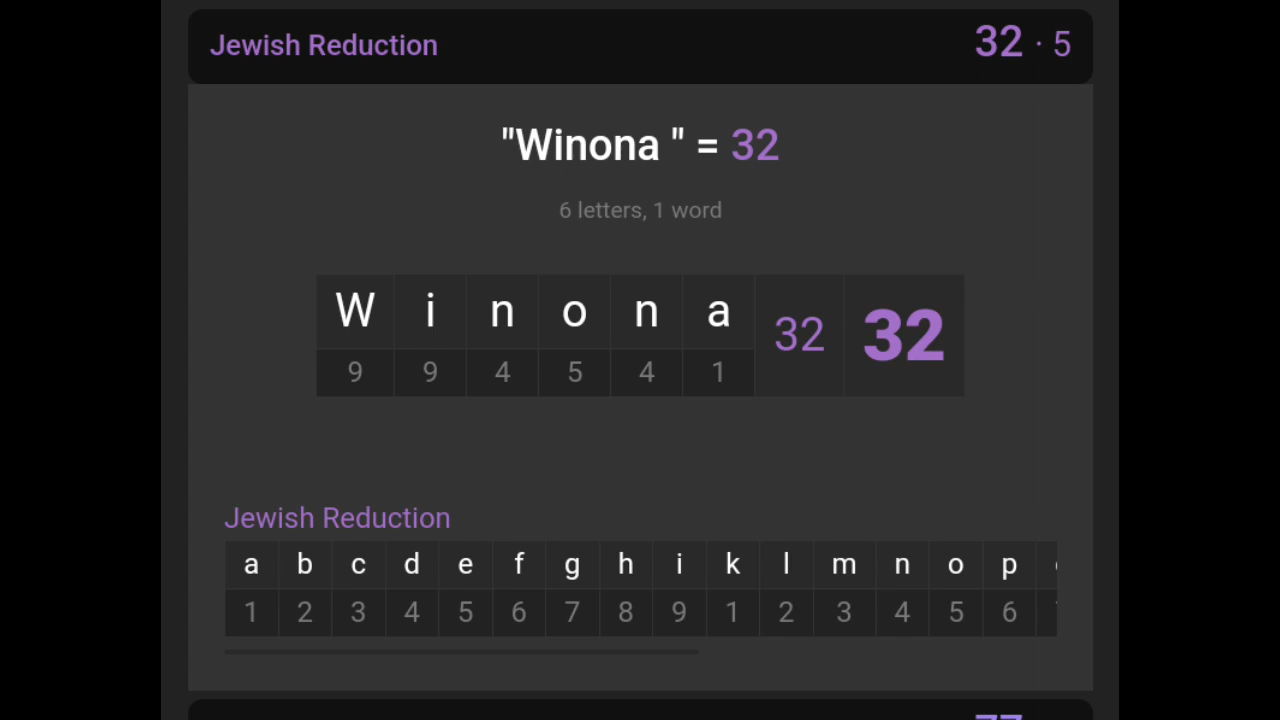 Jewish Reduction 32 · 5
"Winona " = 32
6 letters, 1 word
W i n o n a 32 32
9 9 4 5 4 1
Jewish Reduction
a b c d e f g h i k l m n o p
1 2 3 4 5 6 7 8 9 1 2 3 4 5 6